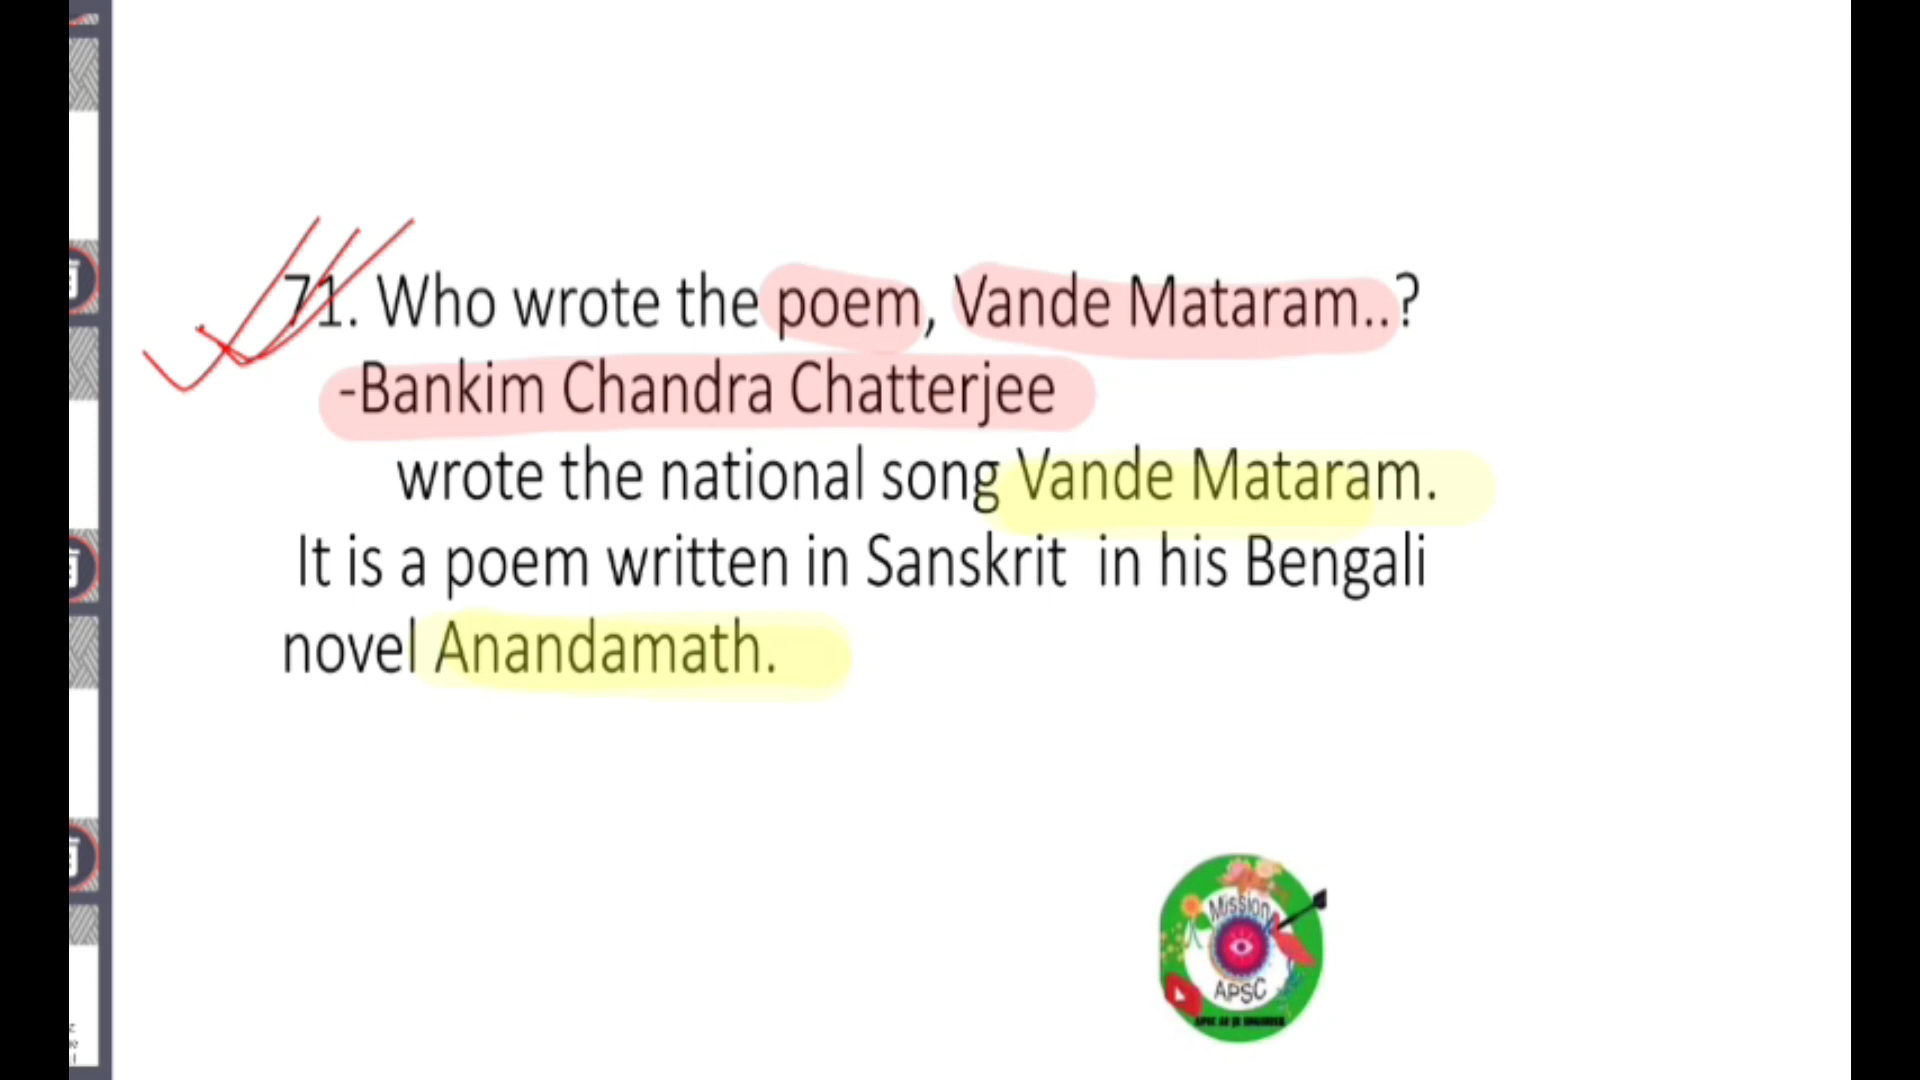 71. Who wrote the poem, Vande Mataram..?
-Bankim Chandra Chatterjee
wrote the national song Vande Mataram.
It is a poem written in Sanskrit in his Bengali
novel Anandamath.
Mission
APSC